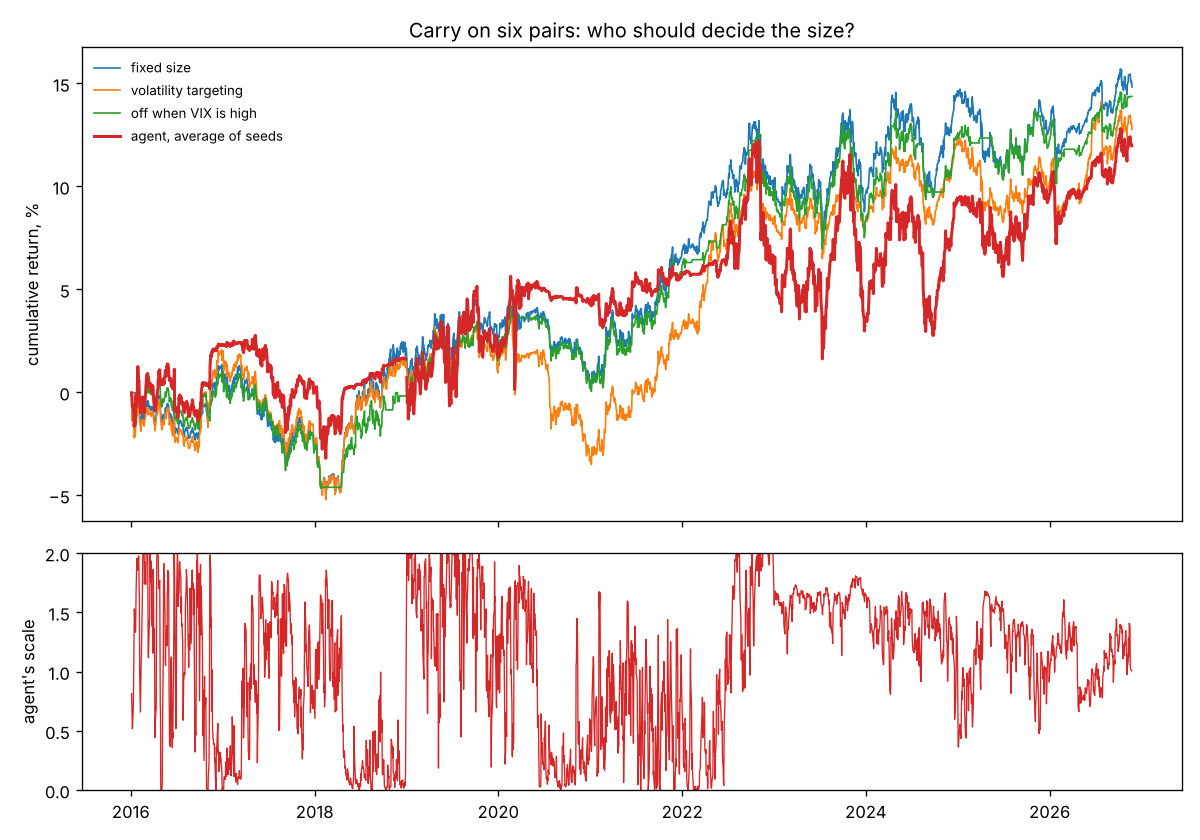 Carry on six pairs: who should decide the size?
fixed size
volatility targeting
off when VIX is high
agent, average of seeds
cumulative return, %
15
10
5
0
−5
agent's scale
2.0
1.5
1.0
0.5
0.0
2016
2018
2020
2022
2024
2026